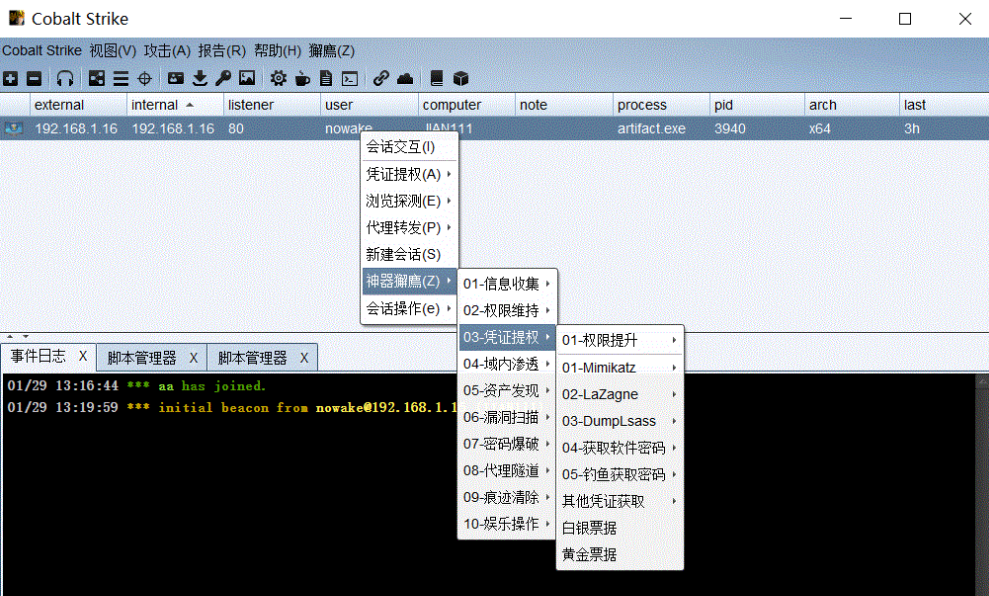 Cobalt Strike
Cobalt Strike 视图(V) 攻击(A) 报告(R) 帮助(H) 獬廌(Z)
external internal listener user computer note process pid arch last
192.168.1.16 192.168.1.16 80 nowake JIAN111 artifact.exe 3940 x64 3h
会话交互(I)
凭证提权(A)
浏览探测(E)
代理转发(P)
新建会话(S)
神器獬廌(Z)
会话操作(e)
01-信息收集
02-权限维持
03-凭证提权
04-域内渗透
05-资产发现
06-漏洞扫描
07-密码爆破
08-代理隧道
09-痕迹清除
10-娱乐操作
01-权限提升
01-Mimikatz
02-LaZagne
03-DumpLsass
04-获取软件密码
05-钓鱼获取密码
其他凭证获取
白银票据
黄金票据
事件日志 X 脚本管理器 X 脚本管理器 X
01/29 13:16:44 *** aa has joined.
01/29 13:19:59 *** initial beacon from nowake@192.168.1.1